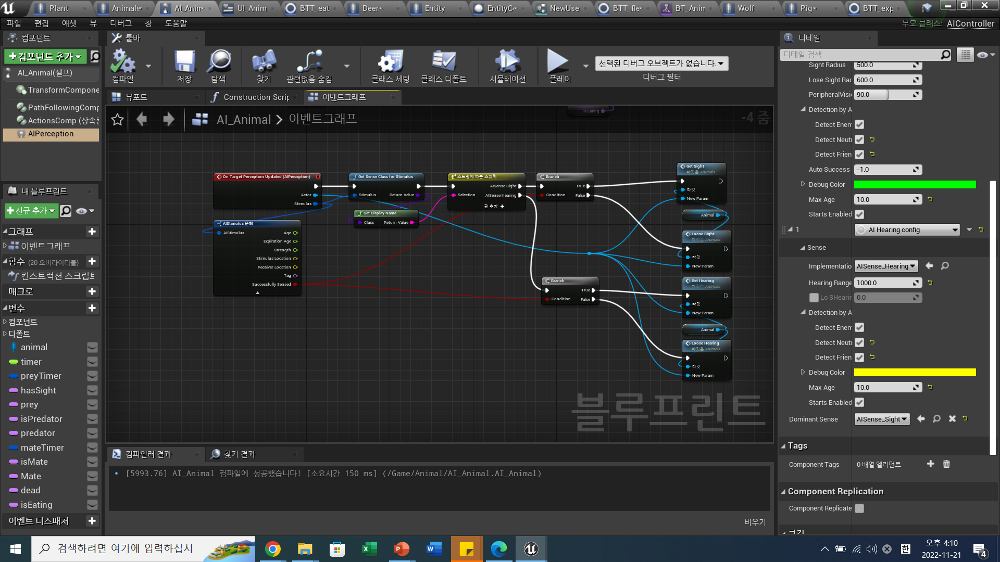 Plant
Animals*
AI_Anim*
UI_Anim
BTT_eat
Deer*
Entity
EntityCo*
NewUse
BTT_fle*
BT_Anim
Wolf
Pig*
BTT_exp
파일 편집 애셋 뷰 디버그 창 도움말
부모 클래스: AIController
컴포넌트
+컴포넌트 추가
AI_Animal(셀프)
TransformCompone
PathFollowingComp
ActionsComp (상속됨
AIPerception
툴바
컴파일
저장
탐색
찾기
관련없음 숨김
클래스 세팅
클래스 디폴트
시뮬레이션
플레이
선택된 디버그 오브젝트가 없습니다.
디버그 필터
뷰포트
Construction Scrip
이벤트그래프
AI_Animal > 이벤트그래프
-4 줌
Is Eating
On Target Perception Updated (AIPerception)
Actor
Stimulus
Get Sense Class for Stimulus
Stimulus
Return Value
Get Display Name
Class
Return Value
스트링에 따른 스위치
AISense Sight
Selection
AISense Hearing
핀 추가 +
Branch
True
Condition
False
AIStimulus 분해
AIStimulus
Age
Expiration Age
Strength
Stimulus Location
Receiver Location
Tag
Successfully Sensed
Branch
True
Condition
False
Get Sight
타깃은 Animals
타깃
New Param
Animal
Loose Sight
타깃은 Animals
타깃
New Param
Get Hearing
타깃은 Animals
타깃
New Param
Animal
Loose Hearing
타깃은 Animals
타깃
New Param
블루프린트
내 블루프린트
+신규 추가
그래프
이벤트그래프
함수 (20 오버라이더블)
컨스트럭션 스크립트
매크로
변수
컴포넌트
디폴트
animal
timer
preyTimer
hasSight
prey
isPredator
predator
mateTimer
isMate
Mate
dead
isEating
이벤트 디스패처
컴파일러 결과
찾기 결과
[5993.76] AI_Animal 컴파일에 성공했습니다! [소요시간 150 ms] (/Game/Animal/AI_Animal.AI_Animal)
비우기
디테일
디테일 검색
Sight Radius 500.0
Lose Sight Rad 600.0
PeripheralVisi 90.0
Detection by A
Detect Enem
Detect Neutr
Detect Frien
Auto Success -1.0
Debug Color
Max Age 10.0
Starts Enabled
1 AI Hearing config
Sense
Implementatio AISense_Hearing
Hearing Range 1000.0
Lo SHearin 0.0
Detection by A
Detect Enem
Detect Neutr
Detect Frien
Debug Color
Max Age 10.0
Starts Enabled
Dominant Sense AISense_Sight
Tags
Component Tags 0 배열 엘리먼트
Component Replication
Component Replicate
쿠킹
검색하려면 여기에 입력하십시
한
오후 4:10
2022-11-21
4